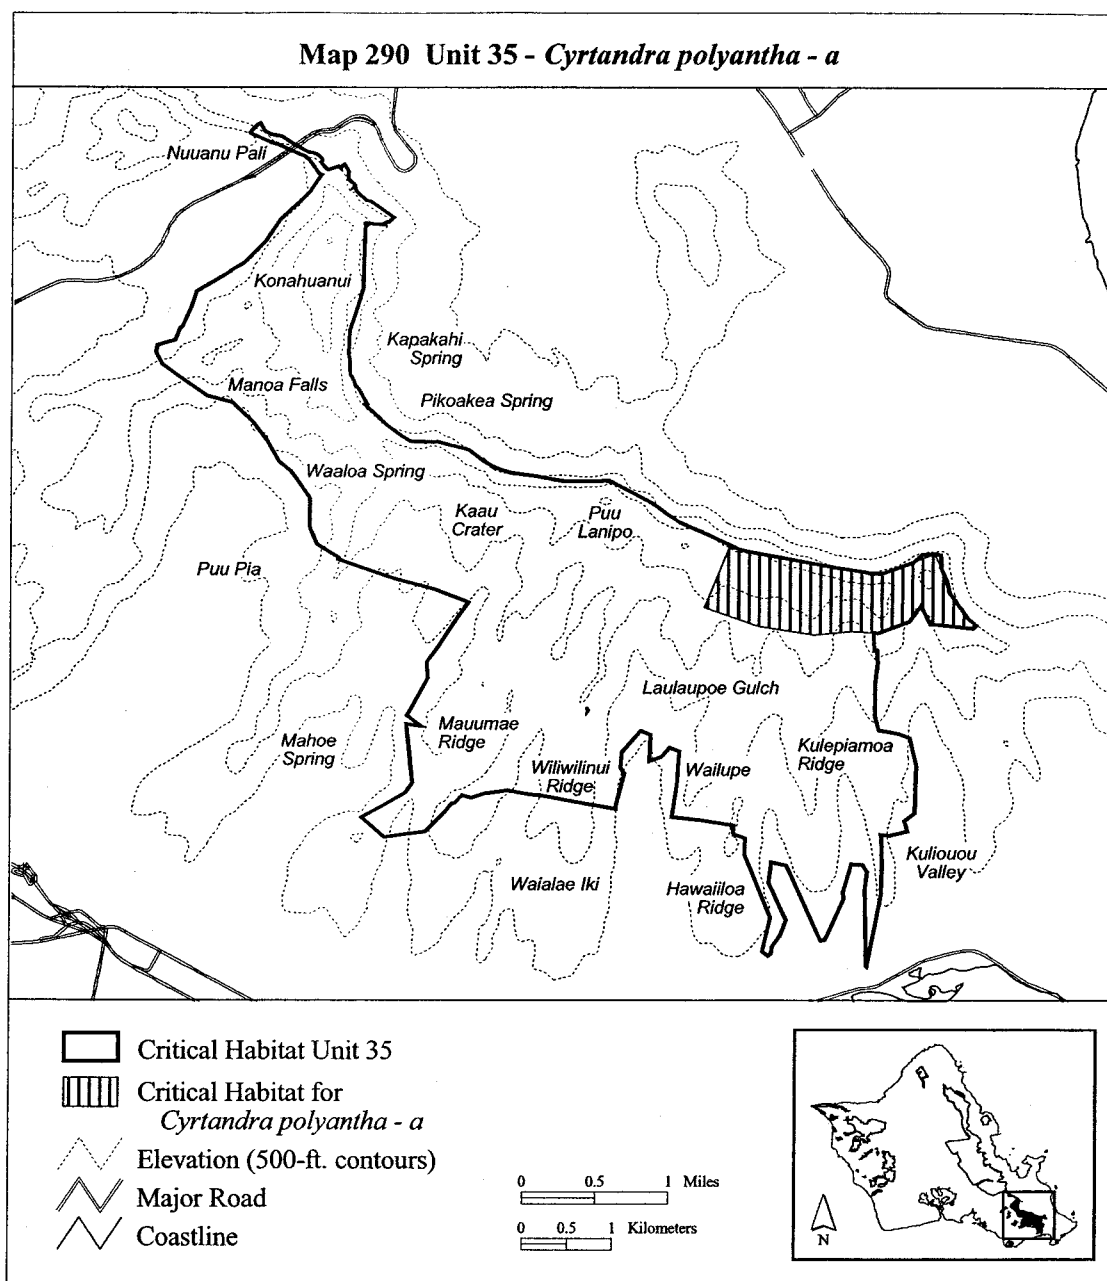 Map 290 Unit 35 - Cyrtandra polyantha - a
Nuuanu Pali
Konahuanui
Kapakahi
Spring
Manoa Falls
Pikoakea Spring
Waaloa Spring
Kaau
Crater
Puu
Lanipo
Puu Pia
Laulaupoe Gulch
Mauumae
Ridge
Mahoe
Spring
Kulepiamoa
Ridge
Wiliwilinui
Ridge
Wailupe
Kuliouou
Valley
Waialae Iki
Hawaiiloa
Ridge
Critical Habitat Unit 35
Critical Habitat for
Cyrtandra polyantha - a
Elevation (500-ft. contours)
Major Road
Coastline
0 0.5 1 Miles
0 0.5 1 Kilometers
N